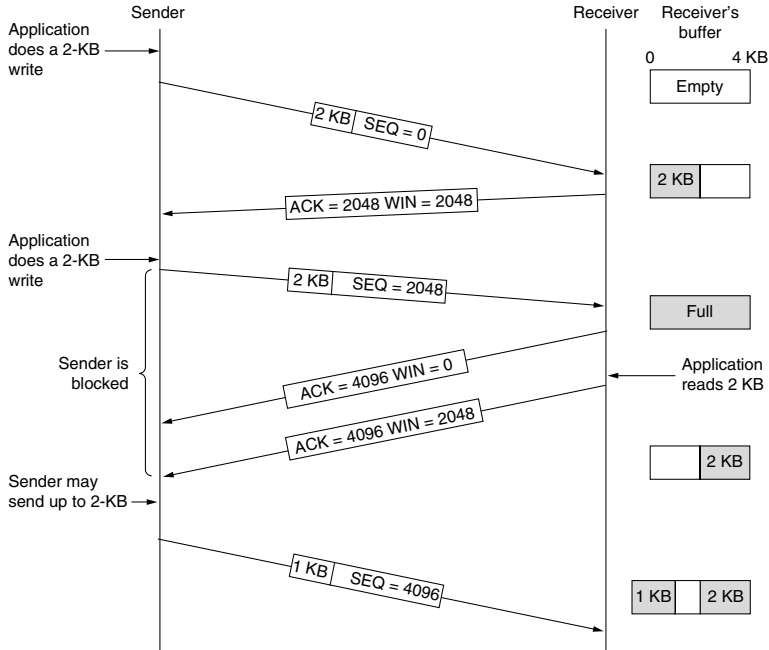 Sender
Receiver
Receiver's
buffer
Application
does a 2-KB
write
0 4 KB
Empty
2 KB SEQ = 0
2 KB
ACK = 2048 WIN = 2048
Application
does a 2-KB
write
2 KB SEQ = 2048
Full
Sender is
blocked
ACK = 4096 WIN = 0
Application
reads 2 KB
ACK = 4096 WIN = 2048
2 KB
Sender may
send up to 2-KB
1 KB SEQ = 4096
1 KB 2 KB